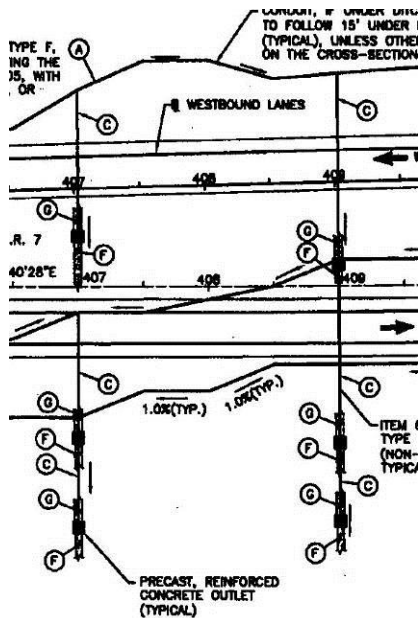 CONDUIT, IF UNDER DITCH
TO FOLLOW 15' UNDER
(TYPICAL), UNLESS OTHE
ON THE CROSS-SECTION
TYPE F,
ING THE
05, WITH
OR
A
C
C
WESTBOUND LANES
407
408
409
G
G
F
F
.R. 7
40'28"E
407
408
409
C
C
1.0%(TYP.)
1.0%(TYP.)
G
G
F
F
C
C
ITEM
TYPE
(NON-
TYPICA
G
G
F
F
PRECAST, REINFORCED
CONCRETE OUTLET
(TYPICAL)